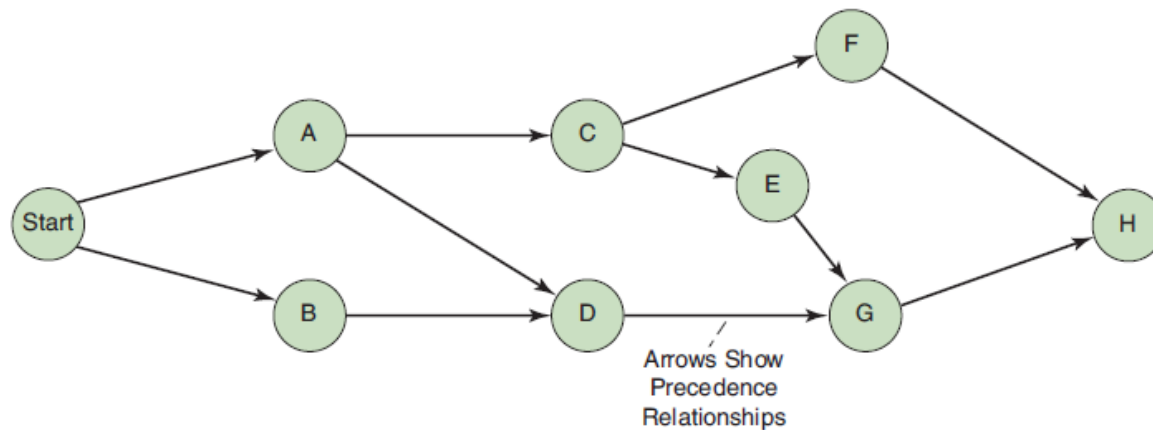 F
A
C
E
Start
H
B
D
G
Arrows Show
Precedence
Relationships